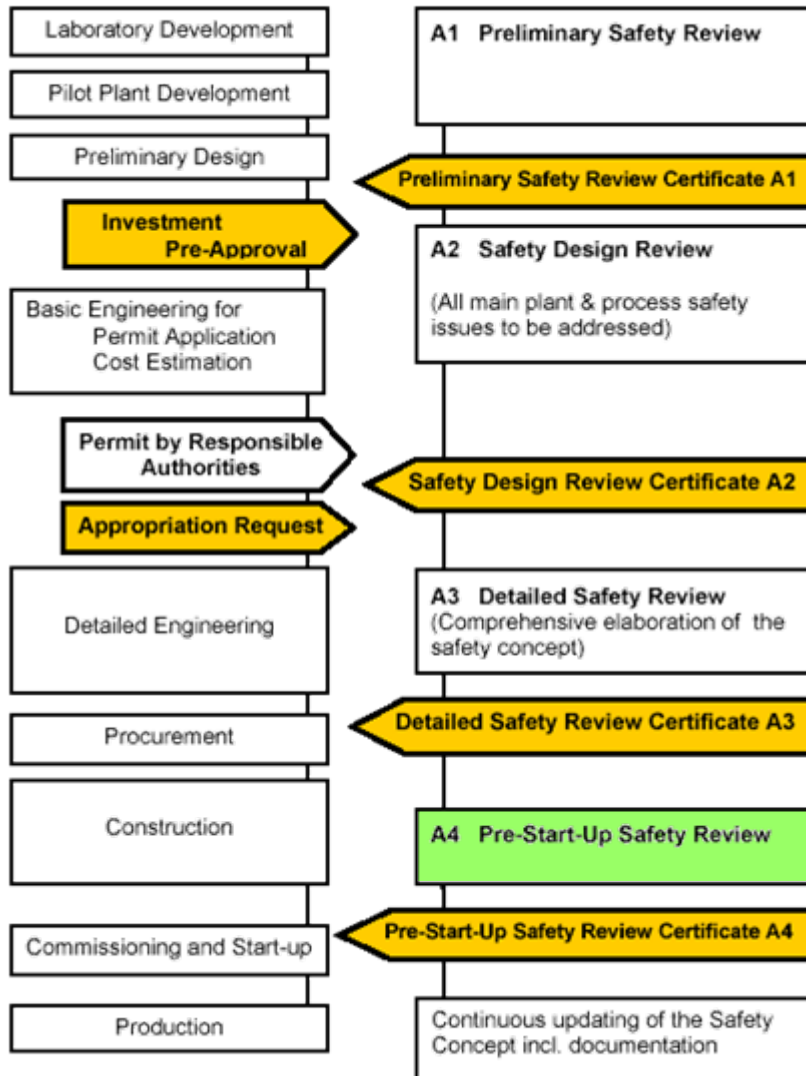 Laboratory Development
Pilot Plant Development
Preliminary Design
Investment
Pre-Approval
Basic Engineering for
Permit Application
Cost Estimation
Permit by Responsible
Authorities
Appropriation Request
Detailed Engineering
Procurement
Construction
Commissioning and Start-up
Production
A1 Preliminary Safety Review
Preliminary Safety Review Certificate A1
A2 Safety Design Review
(All main plant & process safety
issues to be addressed)
Safety Design Review Certificate A2
A3 Detailed Safety Review
(Comprehensive elaboration of the
safety concept)
Detailed Safety Review Certificate A3
A4 Pre-Start-Up Safety Review
Pre-Start-Up Safety Review Certificate A4
Continuous updating of the Safety
Concept incl. documentation